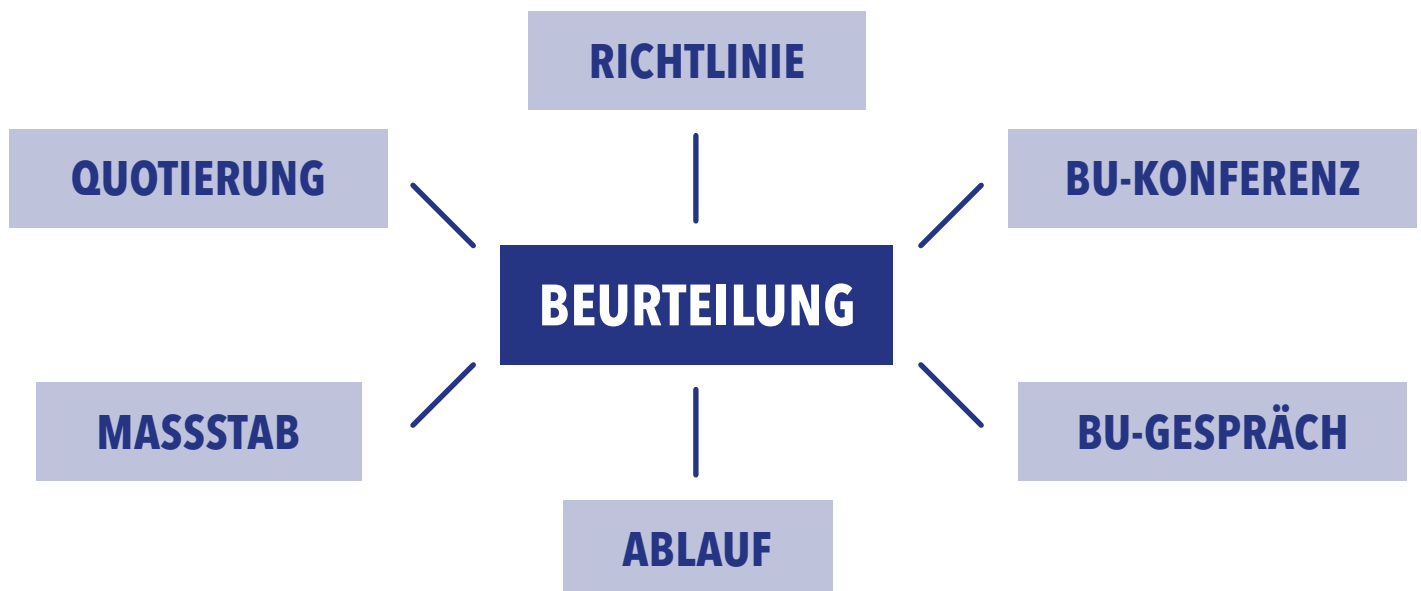 RICHTLINIE
QUOTIERUNG
BU-KONFERENZ
BEURTEILUNG
MASSSTAB
BU-GESPRÄCH
ABLAUF